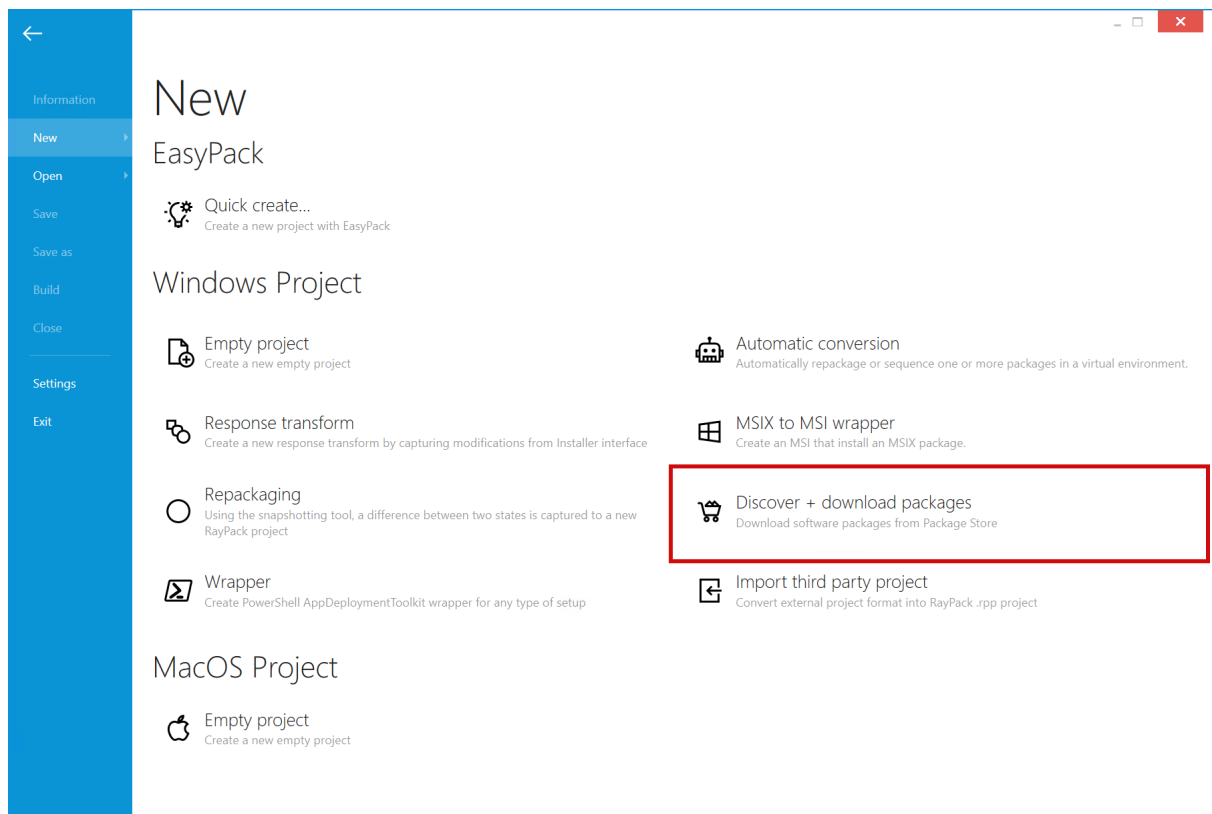 Information
New
Open
Save
Save as
Build
Close
Settings
Exit
New
EasyPack
Quick create...
Create a new project with EasyPack
Windows Project
Empty project
Create a new empty project
Automatic conversion
Automatically repackage or sequence one or more packages in a virtual environment.
Response transform
Create a new response transform by capturing modifications from Installer interface
MSIX to MSI wrapper
Create an MSI that install an MSIX package.
Repackaging
Using the snapshotting tool, a difference between two states is captured to a new
RayPack project
Discover + download packages
Download software packages from Package Store
Wrapper
Create PowerShell AppDeploymentToolkit wrapper for any type of setup
Import third party project
Convert external project format into RayPack .rpp project
MacOS Project
Empty project
Create a new empty project